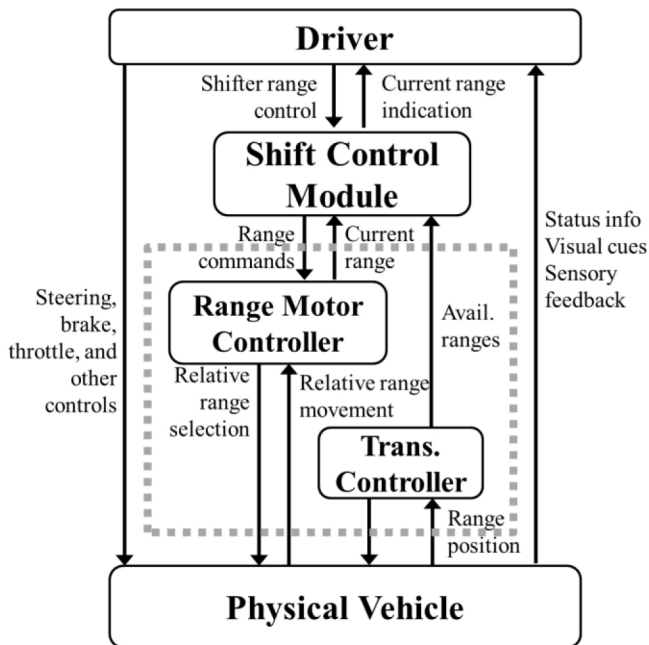 Driver
Shifter range
control
Current range
indication
Shift Control
Module
Range
commands
Current
range
Status info
Visual cues
Sensory
feedback
Steering,
brake,
throttle, and
other
controls
Range Motor
Controller
Avail.
ranges
Relative
range
selection
Relative range
movement
Trans.
Controller
Range
position
Physical Vehicle